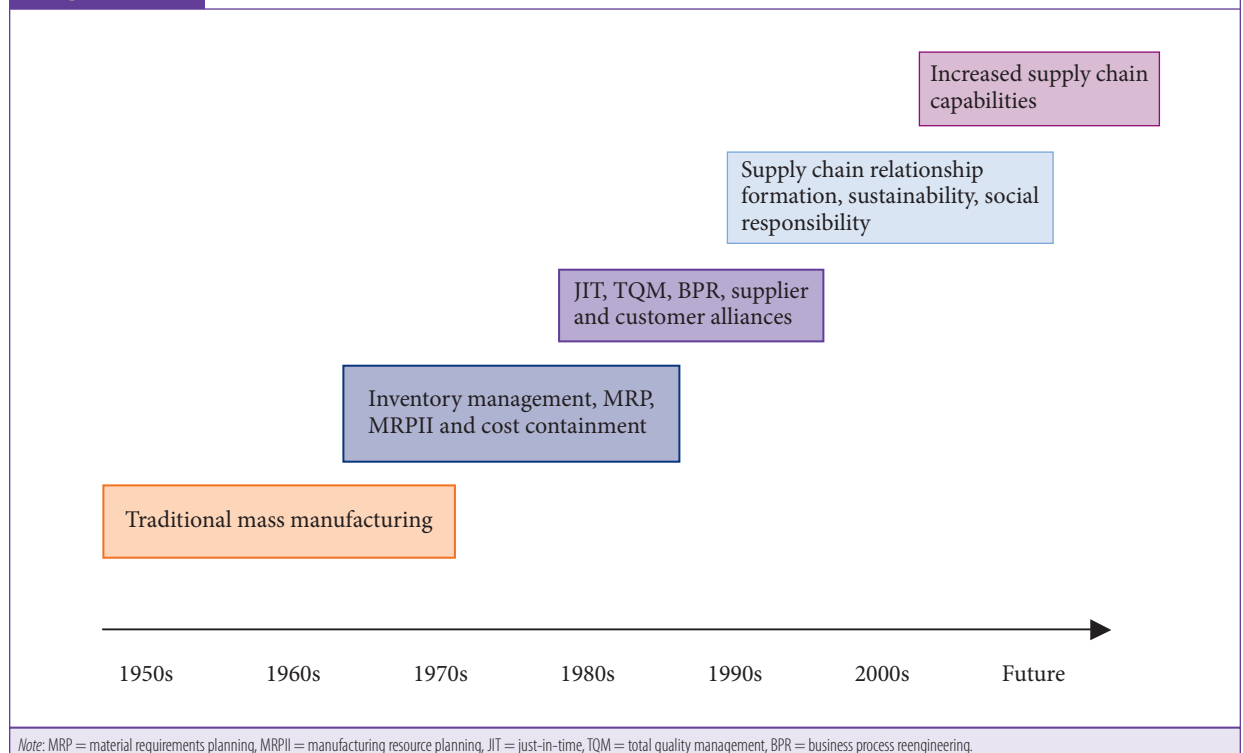 Increased supply chain
capabilities
Supply chain relationship
formation, sustainability, social
responsibility
JIT, TQM, BPR, supplier
and customer alliances
Inventory management, MRP,
MRPII and cost containment
Traditional mass manufacturing
1950s 1960s 1970s 1980s 1990s 2000s Future
Note: MRP = material requirements planning, MRPII = manufacturing resource planning, JIT = just-in-time, TQM = total quality management, BPR = business process reengineering.